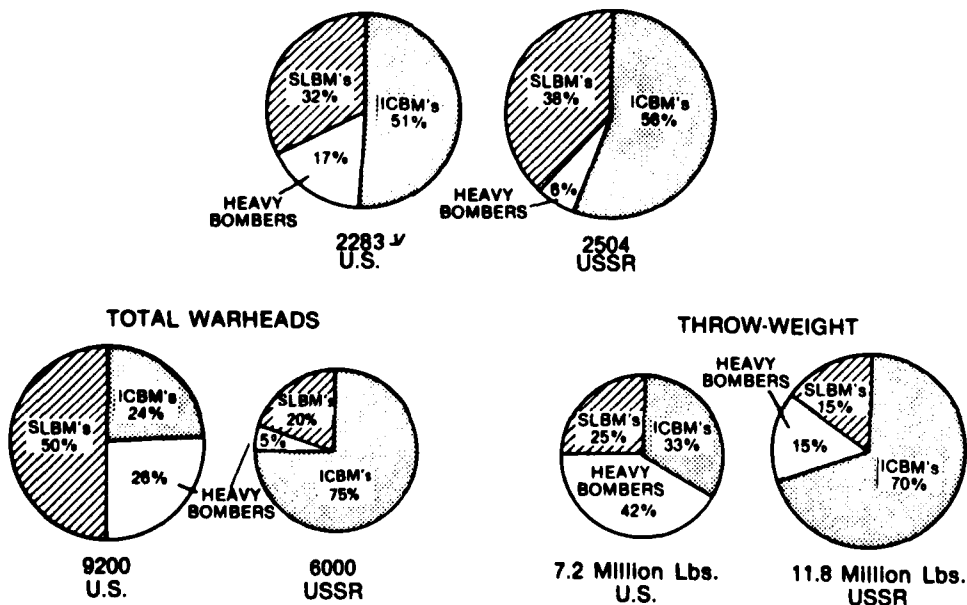 SLBM's
32%
ICBM's
51%
17%
HEAVY
BOMBERS
2283
U.S.
SLBM's
38%
ICBM's
56%
6%
HEAVY
BOMBERS
2504
USSR
TOTAL WARHEADS
SLBM's
50%
ICBM's
24%
26%
HEAVY
BOMBERS
9200
U.S.
SLBM's
20%
5%
ICBM's
75%
6000
USSR
THROW-WEIGHT
SLBM's
25%
ICBM's
33%
HEAVY
BOMBERS
42%
7.2 Million Lbs.
U.S.
HEAVY
BOMBERS
SLBM's
15%
15%
ICBM's
70%
11.8 Million Lbs.
USSR